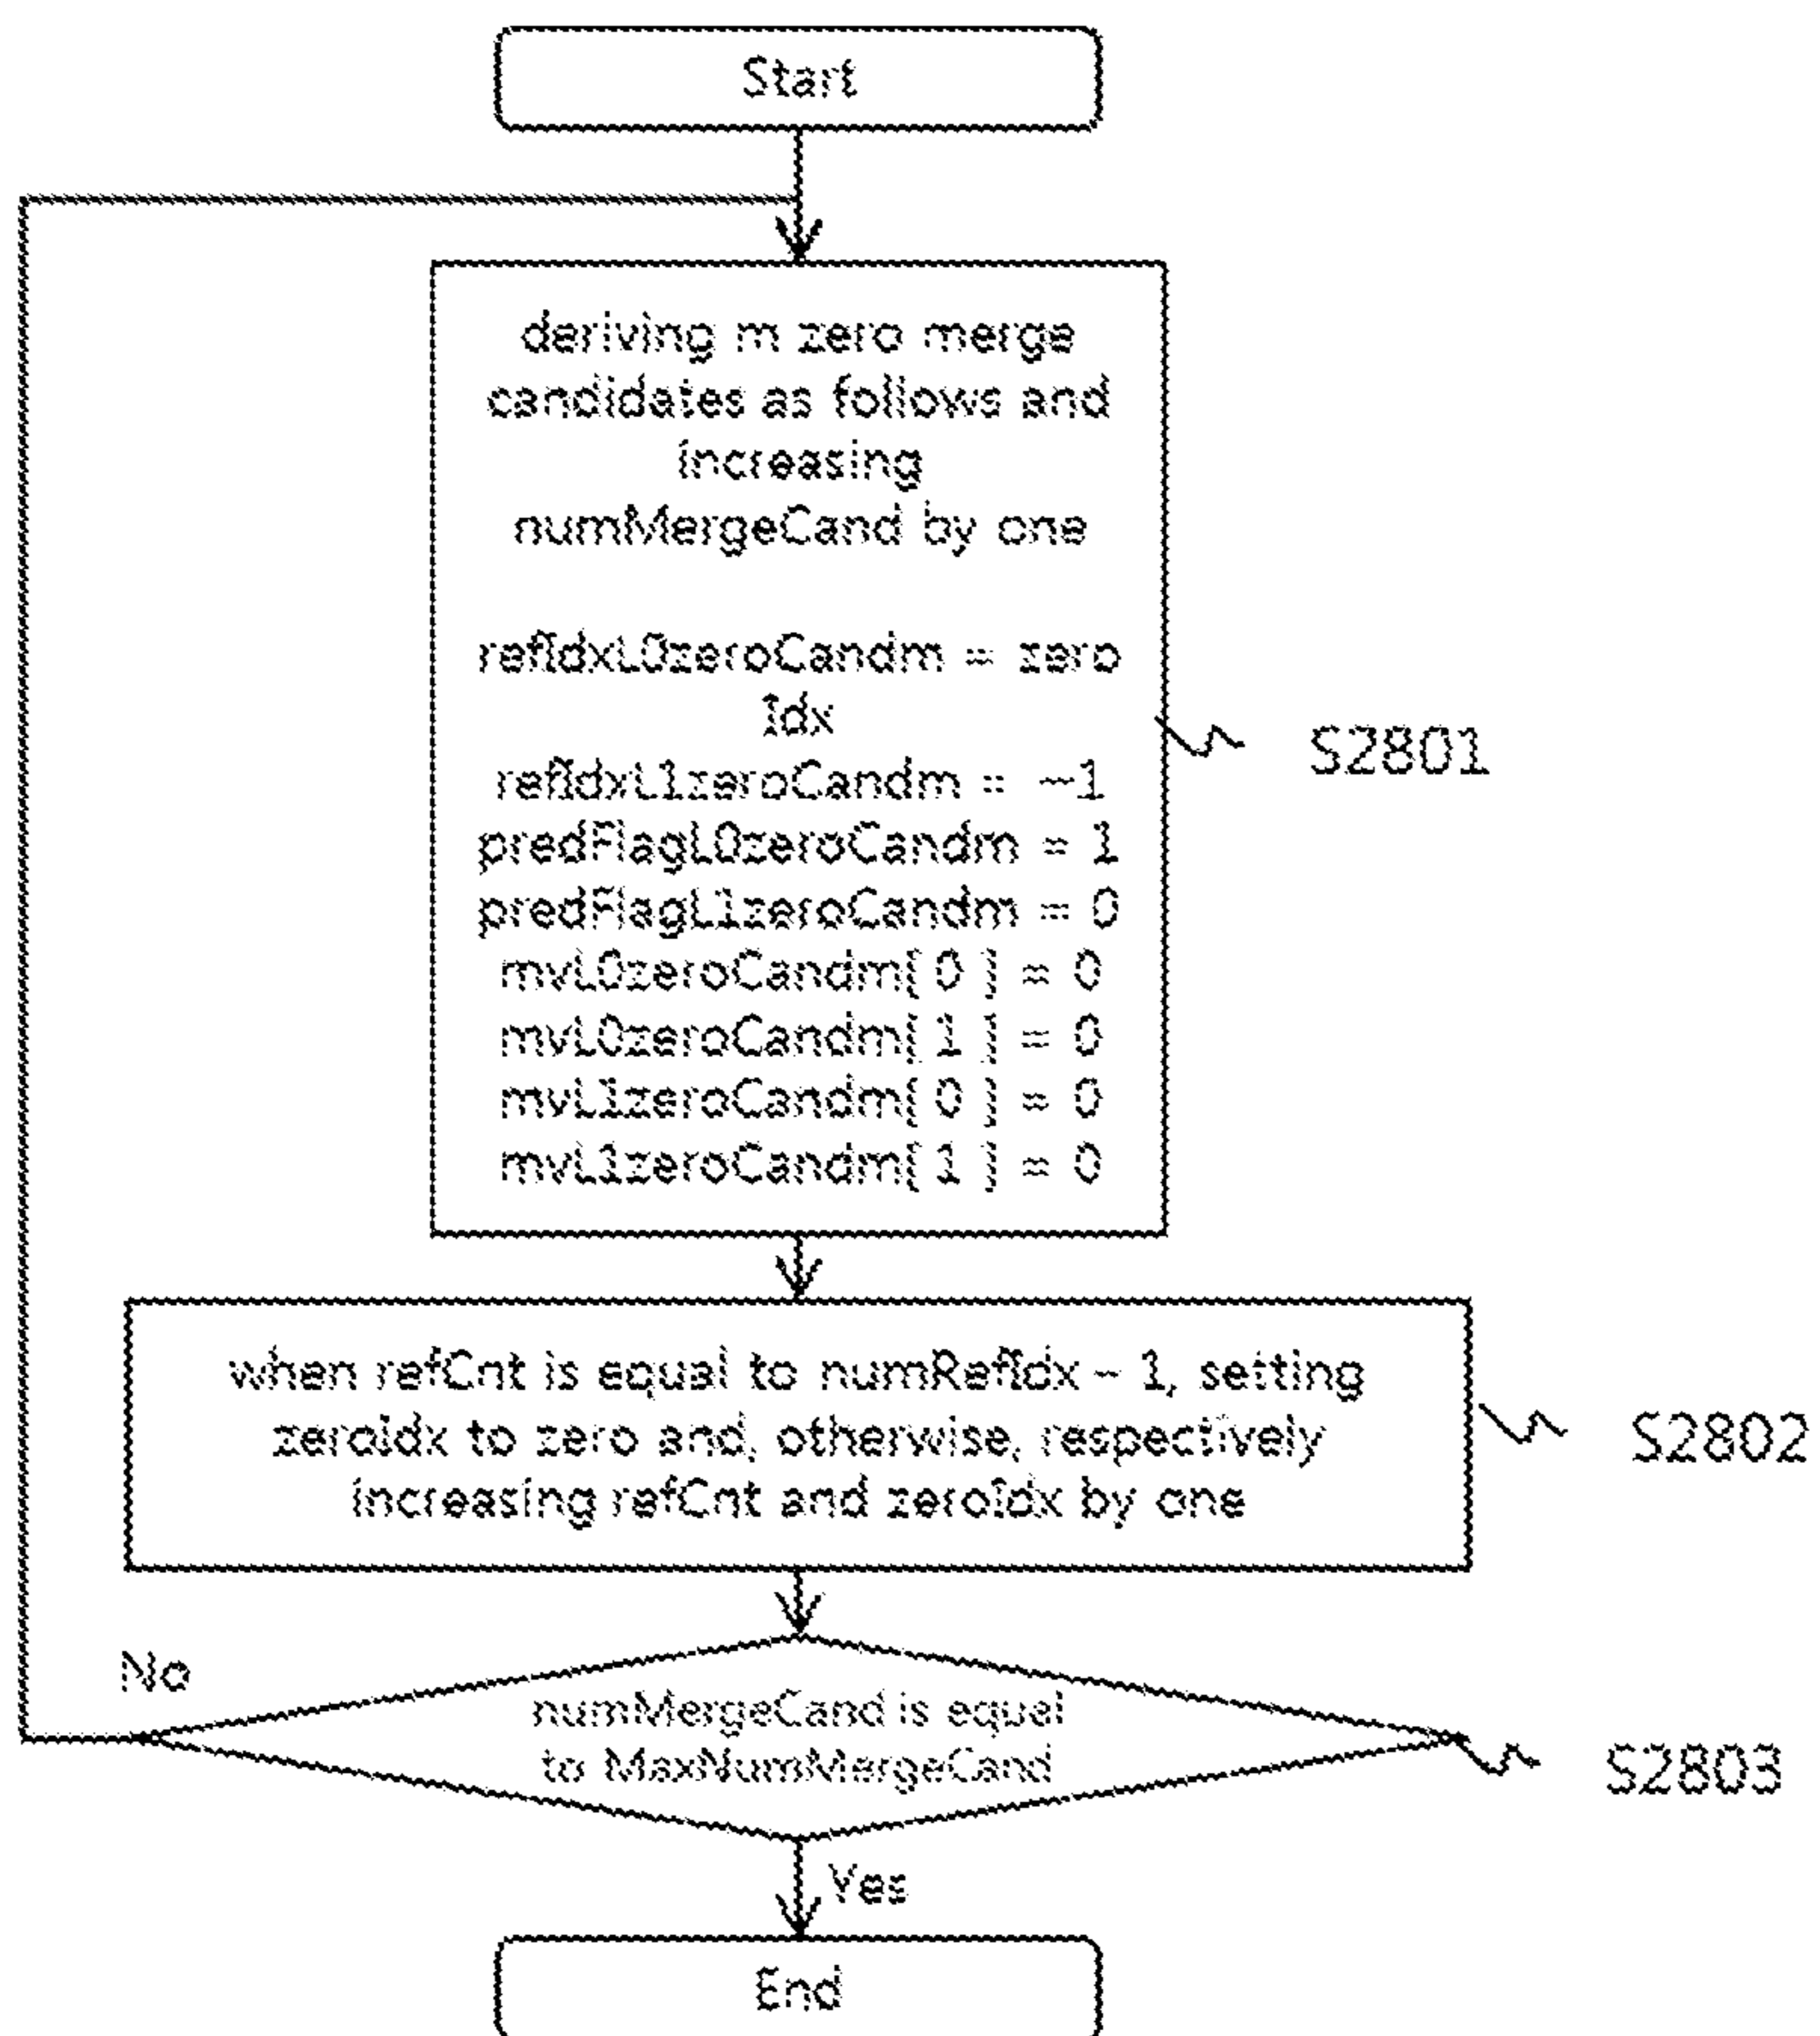 Start
deriving m zero merge
candidates as follows and
increasing
numMergeCand by one
refIdxL0zeroCandm = zero
Idx
refIdxL1zeroCandm = -1
predFlagL0zeroCandm = 1
predFlagL1zeroCandm = 0
mvL0zeroCandm[ 0 ] = 0
mvL0zeroCandm[ 1 ] = 0
mvL1zeroCandm[ 0 ] = 0
mvL1zeroCandm[ 1 ] = 0
S2801
when refCnt is equal to numRefIdx - 1, setting
zeroIdx to zero and, otherwise, respectively
increasing refCnt and zeroIdx by one
S2802
No
numMergeCand is equal
to MaxNumMergeCand
S2803
Yes
End